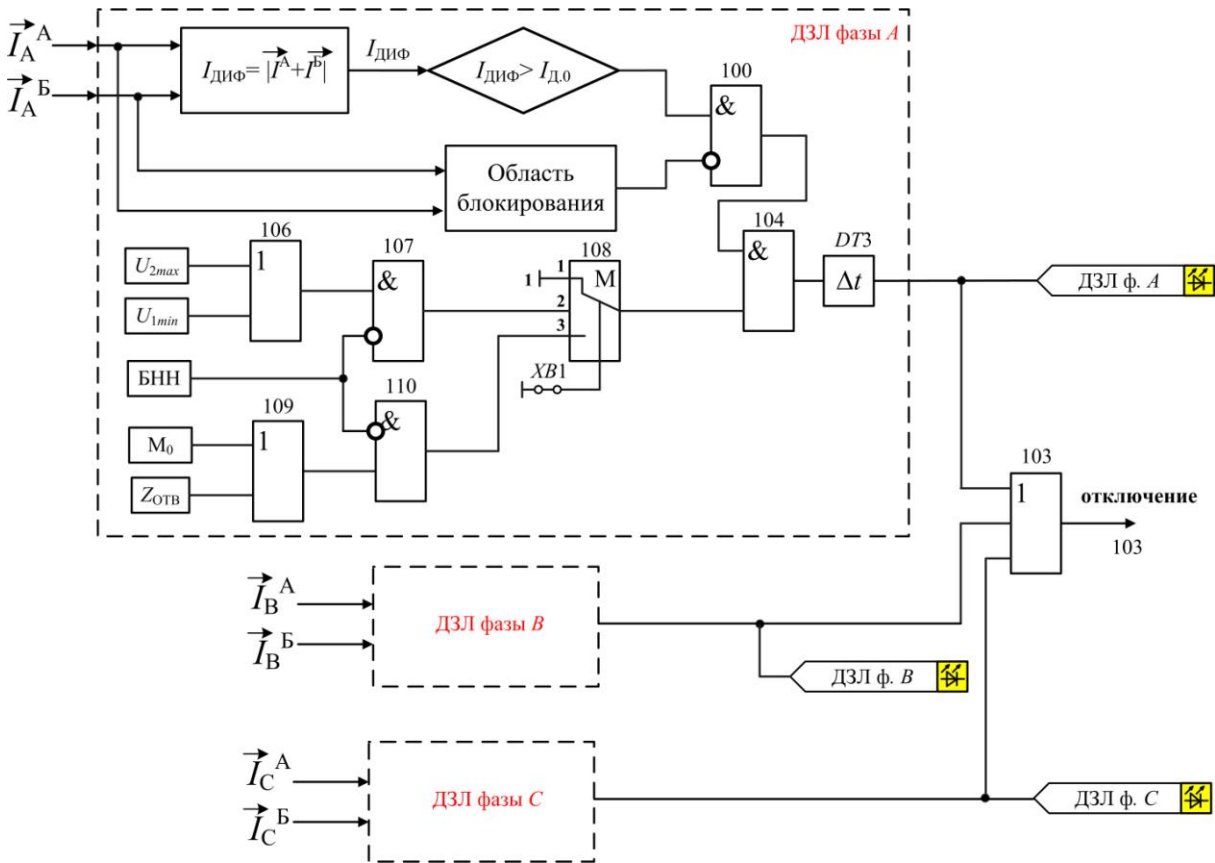 ДЗЛ фазы A
I_A^А
I_A^Б
I_ДИФ = |I^А + I^Б|
I_ДИФ
I_ДИФ > I_Д.0
100
&
Область
блокирования
106
U_2max
U_1min
1
107
&
БНН
110
&
109
М_0
Z_ОТВ
1
108
М
1
1
2
3
XB1
104
&
DT3
Δt
ДЗЛ ф. A
103
1
отключение
103
I_B^А
I_B^Б
ДЗЛ фазы B
ДЗЛ ф. B
I_C^А
I_C^Б
ДЗЛ фазы C
ДЗЛ ф. C